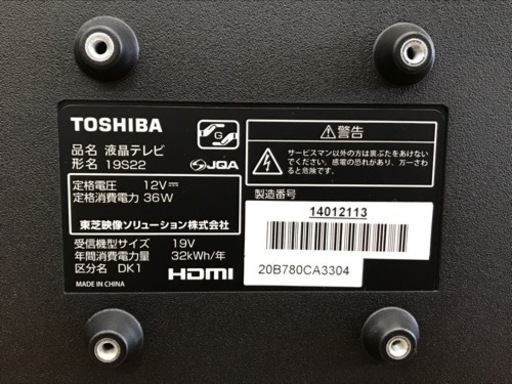 TOSHIBA
品名 液晶テレビ
形名 19S22
G
JQA
定格電圧 12V
定格消費電力 36W
東芝映像ソリューション株式会社
受信機型サイズ 19V
年間消費電力量 32kWh/年
区分名 DK1
HDMI
MADE IN CHINA
警告
サービスマン以外の方は裏ぶたをあけない
でください。感電の恐れがあり、万一さわ
ると危険です。
製造番号
14012113
20B780CA3304